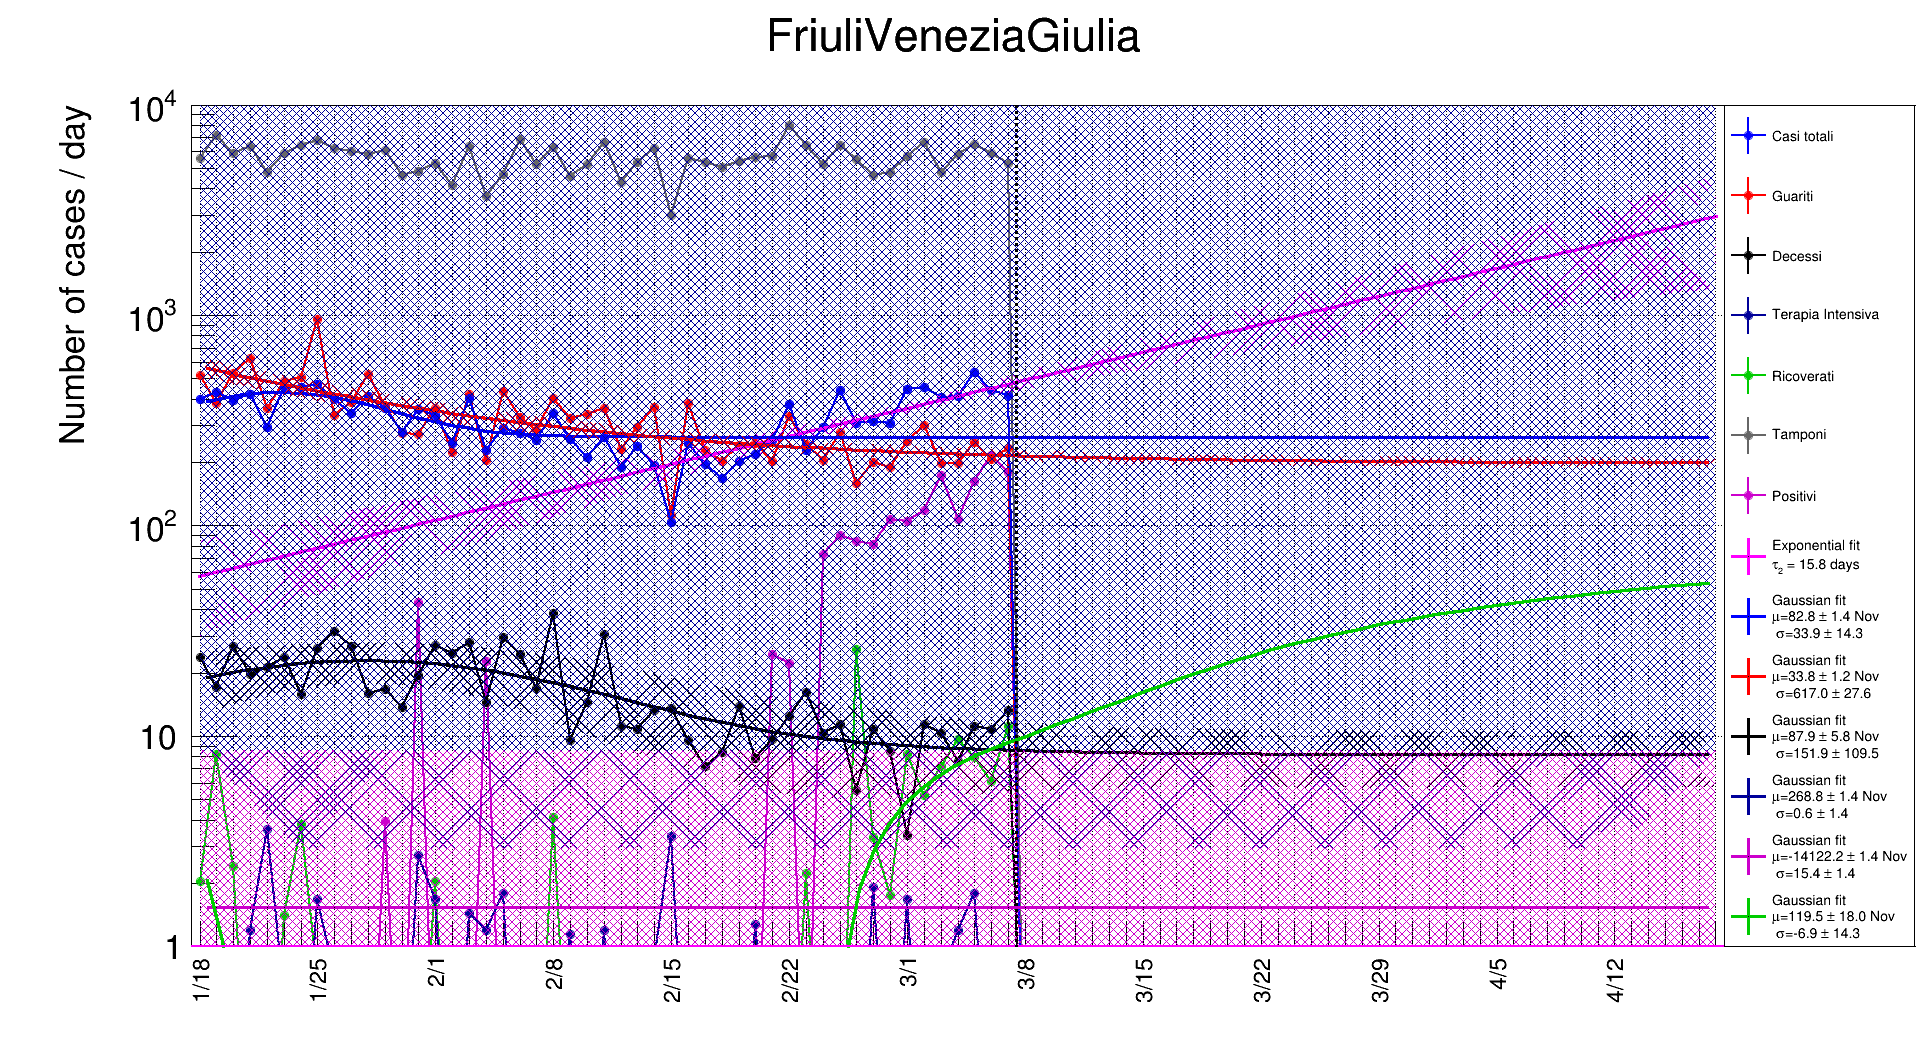 FriuliVeneziaGiulia
Number of cases / day
10⁴
10³
10²
10
1
1/18
1/25
2/1
2/8
2/15
2/22
3/1
3/8
3/15
3/22
3/29
4/5
4/12
Casi totali
Guariti
Decessi
Terapia Intensiva
Ricoverati
Tamponi
Positivi
Exponential fit
τ₂ = 15.8 days
Gaussian fit
μ=82.8 ± 1.4 Nov
σ=33.9 ± 14.3
Gaussian fit
μ=33.8 ± 1.2 Nov
σ=617.0 ± 27.6
Gaussian fit
μ=87.9 ± 5.8 Nov
σ=151.9 ± 109.5
Gaussian fit
μ=268.8 ± 1.4 Nov
σ=0.6 ± 1.4
Gaussian fit
μ=-14122.2 ± 1.4 Nov
σ=15.4 ± 1.4
Gaussian fit
μ=119.5 ± 18.0 Nov
σ=-6.9 ± 14.3